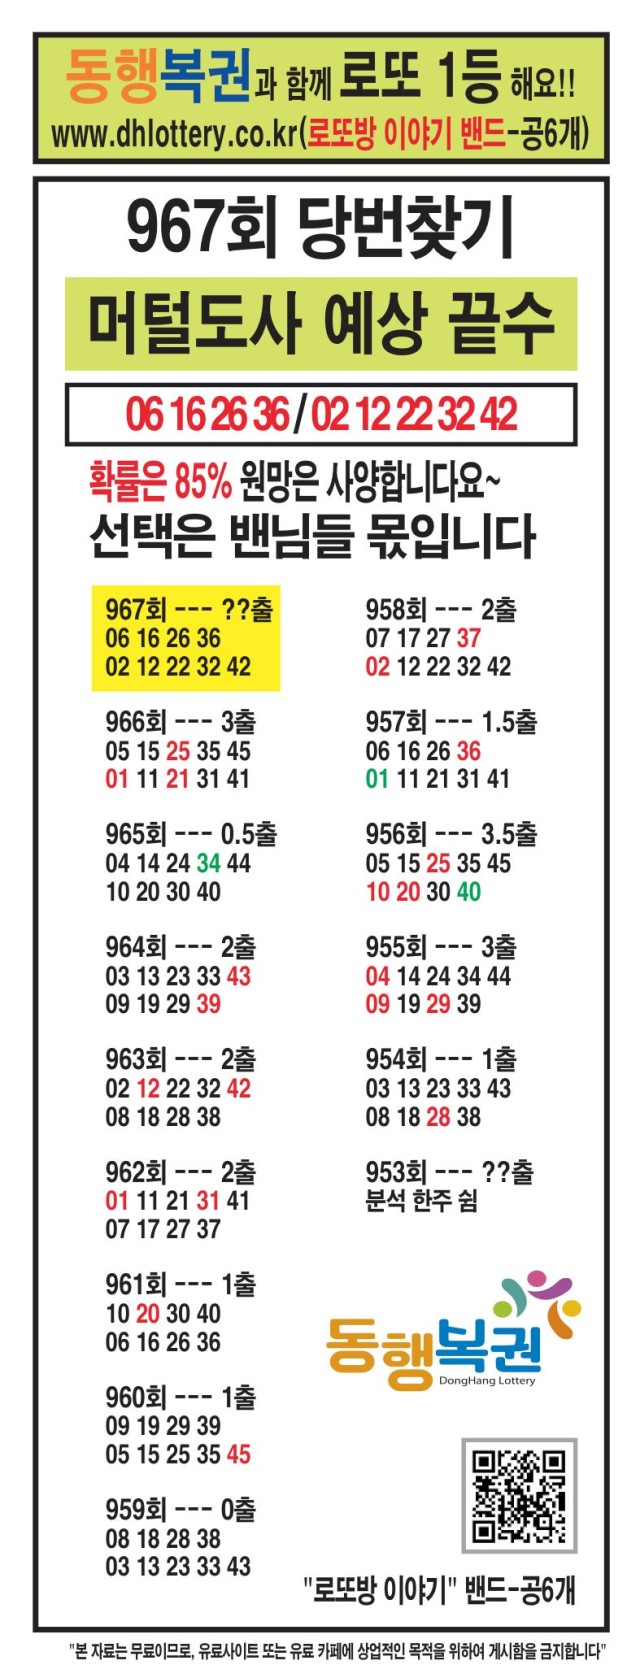 동행복권과 함께 로또 1등 해요!!
www.dhlottery.co.kr(로또방 이야기 밴드-공6개)
967회 당번찾기
머털도사 예상 끝수
06 16 26 36 / 02 12 22 32 42
확률은 85% 원망은 사양합니다요~
선택은 밴님들 몫입니다
967회 --- ??출
06 16 26 36
02 12 22 32 42
966회 --- 3출
05 15 25 35 45
01 11 21 31 41
965회 --- 0.5출
04 14 24 34 44
10 20 30 40
964회 --- 2출
03 13 23 33 43
09 19 29 39
963회 --- 2출
02 12 22 32 42
08 18 28 38
962회 --- 2출
01 11 21 31 41
07 17 27 37
961회 --- 1출
10 20 30 40
06 16 26 36
960회 --- 1출
09 19 29 39
05 15 25 35 45
959회 --- 0출
08 18 28 38
03 13 23 33 43
958회 --- 2출
07 17 27 37
02 12 22 32 42
957회 --- 1.5출
06 16 26 36
01 11 21 31 41
956회 --- 3.5출
05 15 25 35 45
10 20 30 40
955회 --- 3출
04 14 24 34 44
09 19 29 39
954회 --- 1출
03 13 23 33 43
08 18 28 38
953회 --- ??출
분석 한주 쉼
동행복권
DongHang Lottery
"로또방 이야기" 밴드-공6개
"본 자료는 무료이므로, 유료사이트 또는 유료 카페에 상업적인 목적을 위하여 게시함을 금지합니다"